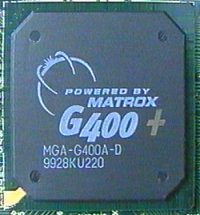 POWERED BY
MATROX
G400 +
MGA-G400A-D
9928KU220